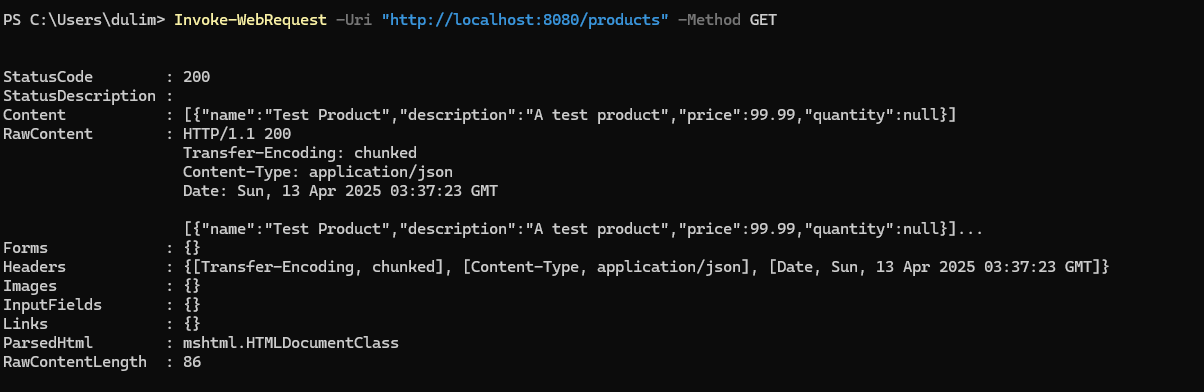 PS C:\Users\dulim> Invoke-WebRequest -Uri "http://localhost:8080/products" -Method GET
StatusCode        : 200
StatusDescription :
Content           : [{"name":"Test Product","description":"A test product","price":99.99,"quantity":null}]
RawContent        : HTTP/1.1 200
                    Transfer-Encoding: chunked
                    Content-Type: application/json
                    Date: Sun, 13 Apr 2025 03:37:23 GMT

                    [{"name":"Test Product","description":"A test product","price":99.99,"quantity":null}]...
Forms             : {}
Headers           : {[Transfer-Encoding, chunked], [Content-Type, application/json], [Date, Sun, 13 Apr 2025 03:37:23 GMT]}
Images            : {}
InputFields       : {}
Links             : {}
ParsedHtml        : mshtml.HTMLDocumentClass
RawContentLength  : 86